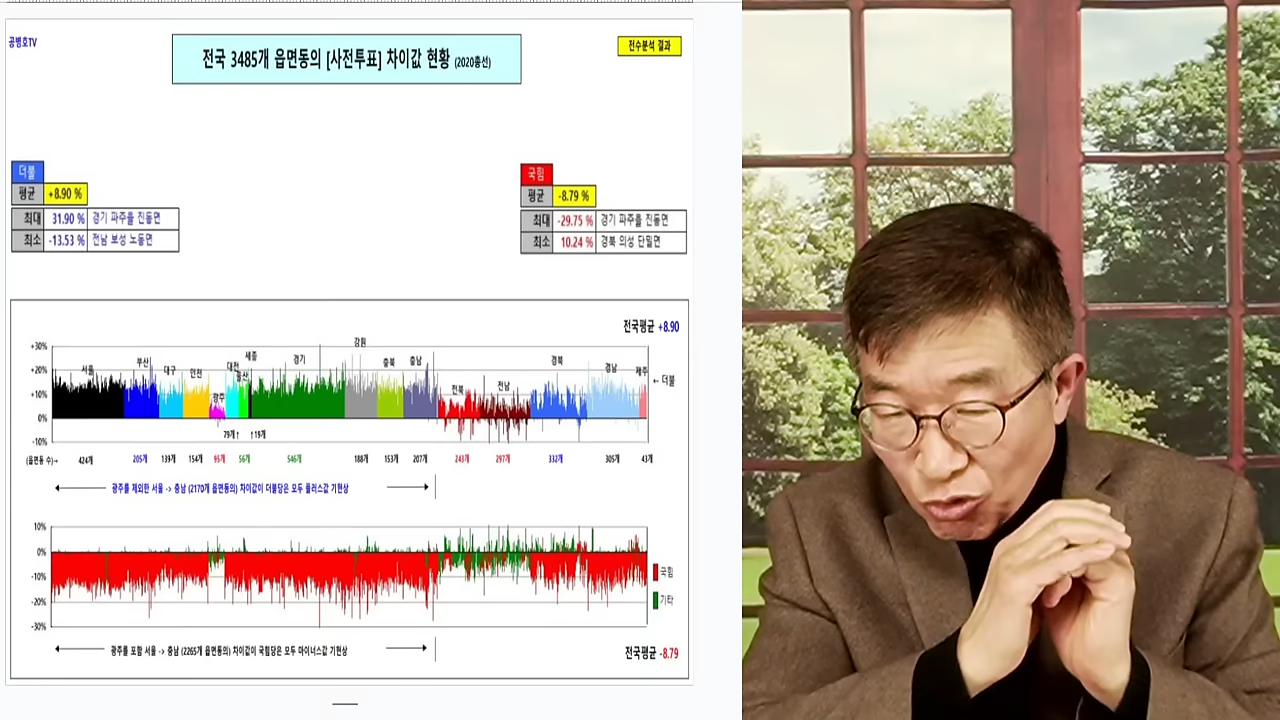 공병호TV
전국 3485개 읍면동의 [사전투표] 차이값 현황 (2020총선)
전수분석 결과
더불
평균 +8.90 %
최대 31.90 % 경기 파주을 진동면
최소 -13.53 % 전남 보성 노동면
국힘
평균 -8.79 %
최대 -29.75 % 경기 파주을 진동면
최소 10.24 % 경북 의성 단밀면
전국평균 +8.90
+30%
+20%
+10%
0%
-10%
서울 부산 대구 인천 광주 대전 울산 세종 경기 강원 충북 충남 전북 전남 경북 경남 제주
← 더불
79개↑ ↑19개
(읍면동 수)→ 424개 205개 139개 154개 95개 56개 546개 188개 153개 207개 243개 297개 332개 305개 43개
광주를 제외한 서울 -> 충남 (2170개 읍면동의) 차이값이 더불당은 모두 플러스값 기현상
10%
0%
-10%
-20%
-30%
국힘
기타
광주를 포함 서울 -> 충남 (2265개 읍면동의) 차이값이 국힘당은 모두 마이너스값 기현상
전국평균 -8.79